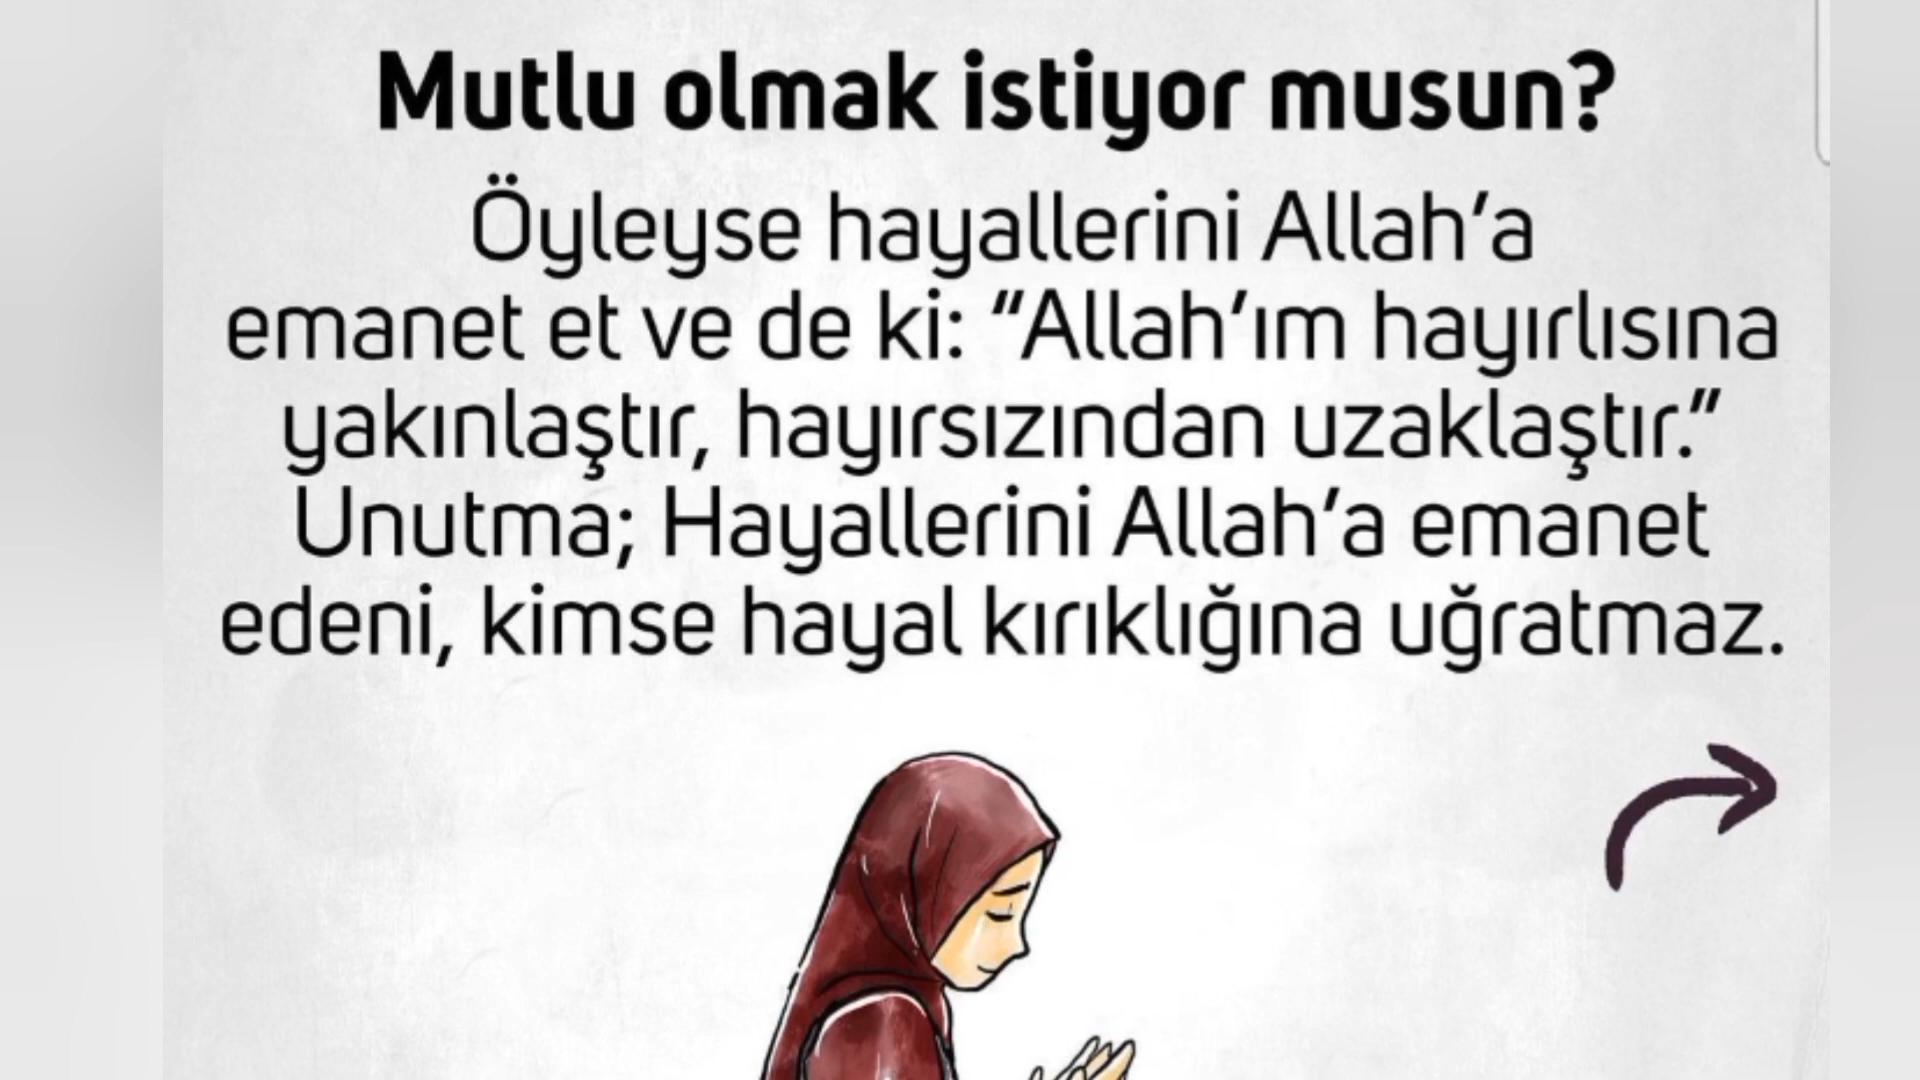 Mutlu olmak istiyor musun?
Öyleyse hayallerini Allah’a
emanet et ve de ki: “Allah’ım hayırlısına
yakınlaştır, hayırsızından uzaklaştır.”
Unutma; Hayallerini Allah’a emanet
edeni, kimse hayal kırıklığına uğratmaz.